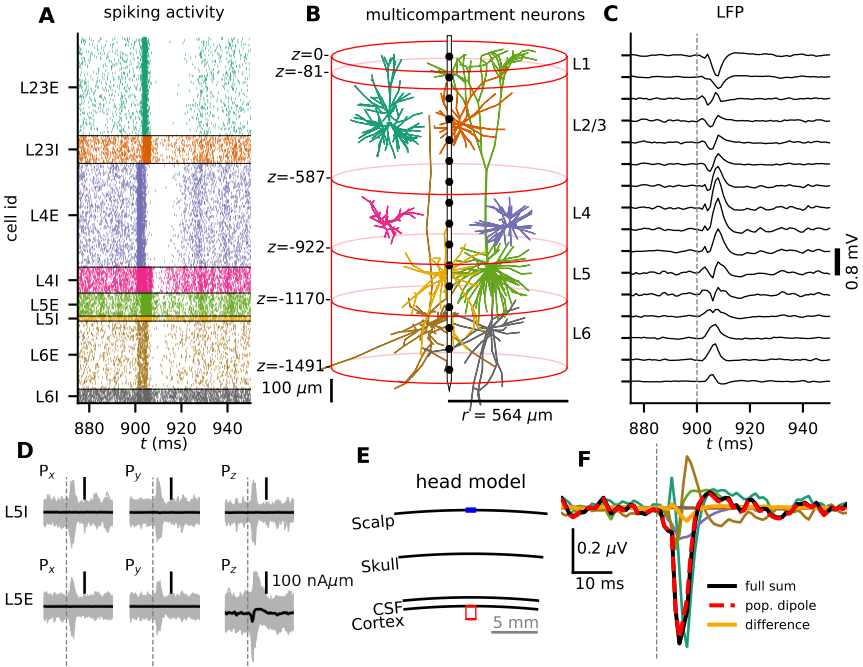 A spiking activity
L23E
L23I
L4E
L4I
L5E
L5I
L6E
L6I
cell id
880 900 920 940
t (ms)
B multicompartment neurons
z=0-
z=-81-
z=-587-
z=-922-
z=-1170-
z=-1491-
L1
L2/3
L4
L5
L6
100 μm
r = 564 μm
C LFP
0.8 mV
880 900 920 940
t (ms)
D
Px Py Pz
L5I
Px Py Pz
L5E
100 nAμm
E
head model
Scalp
Skull
CSF
Cortex
5 mm
F
0.2 μV
10 ms
full sum
pop. dipole
difference